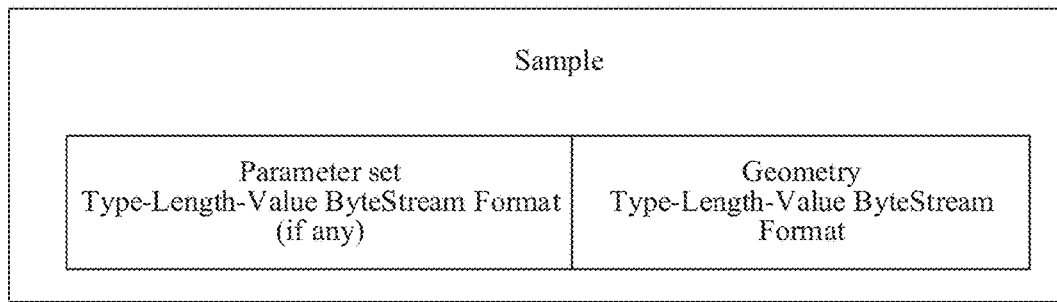 Sample
Parameter set
Type-Length-Value ByteStream Format
(if any)
Geometry
Type-Length-Value ByteStream
Format